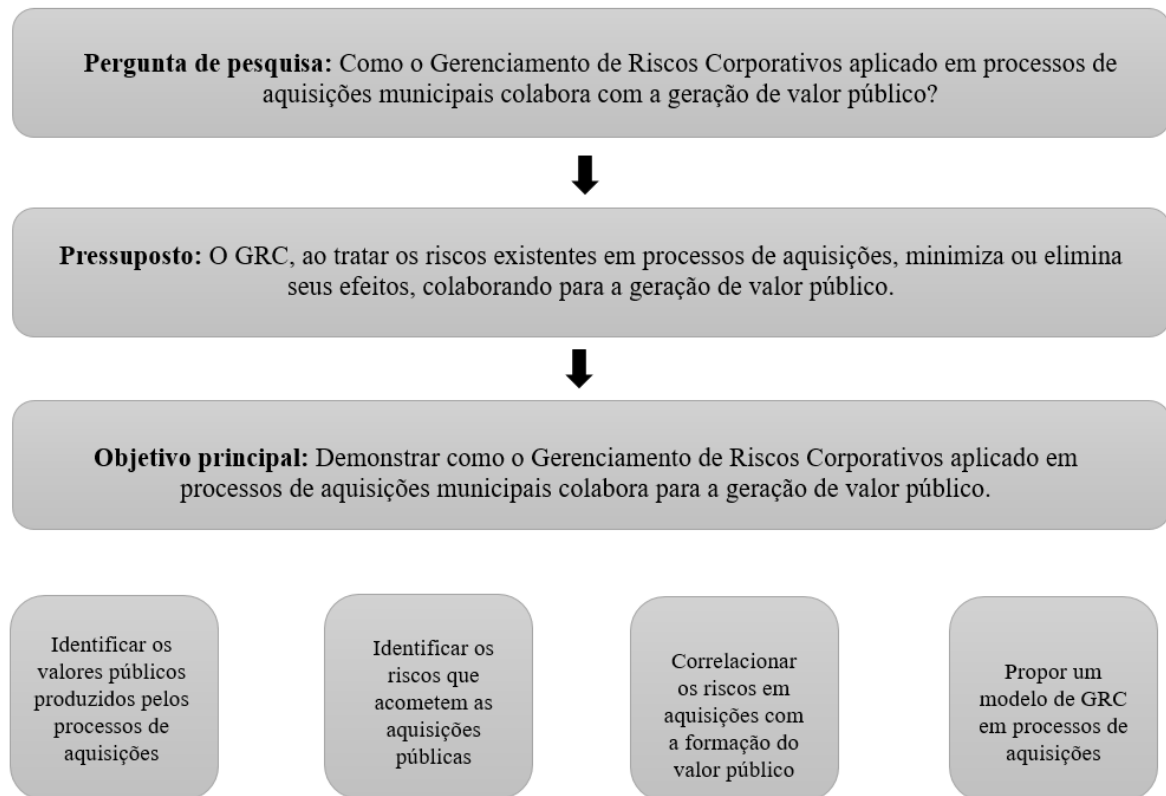 Pergunta de pesquisa: Como o Gerenciamento de Riscos Corporativos aplicado em processos de
aquisições municipais colabora com a geração de valor público?
Pressuposto: O GRC, ao tratar os riscos existentes em processos de aquisições, minimiza ou elimina
seus efeitos, colaborando para a geração de valor público.
Objetivo principal: Demonstrar como o Gerenciamento de Riscos Corporativos aplicado em
processos de aquisições municipais colabora para a geração de valor público.
Identificar os
valores públicos
produzidos pelos
processos de
aquisições
Identificar os
riscos que
acometem as
aquisições
públicas
Correlacionar
os riscos em
aquisições com
a formação do
valor público
Propor um
modelo de GRC
em processos de
aquisições